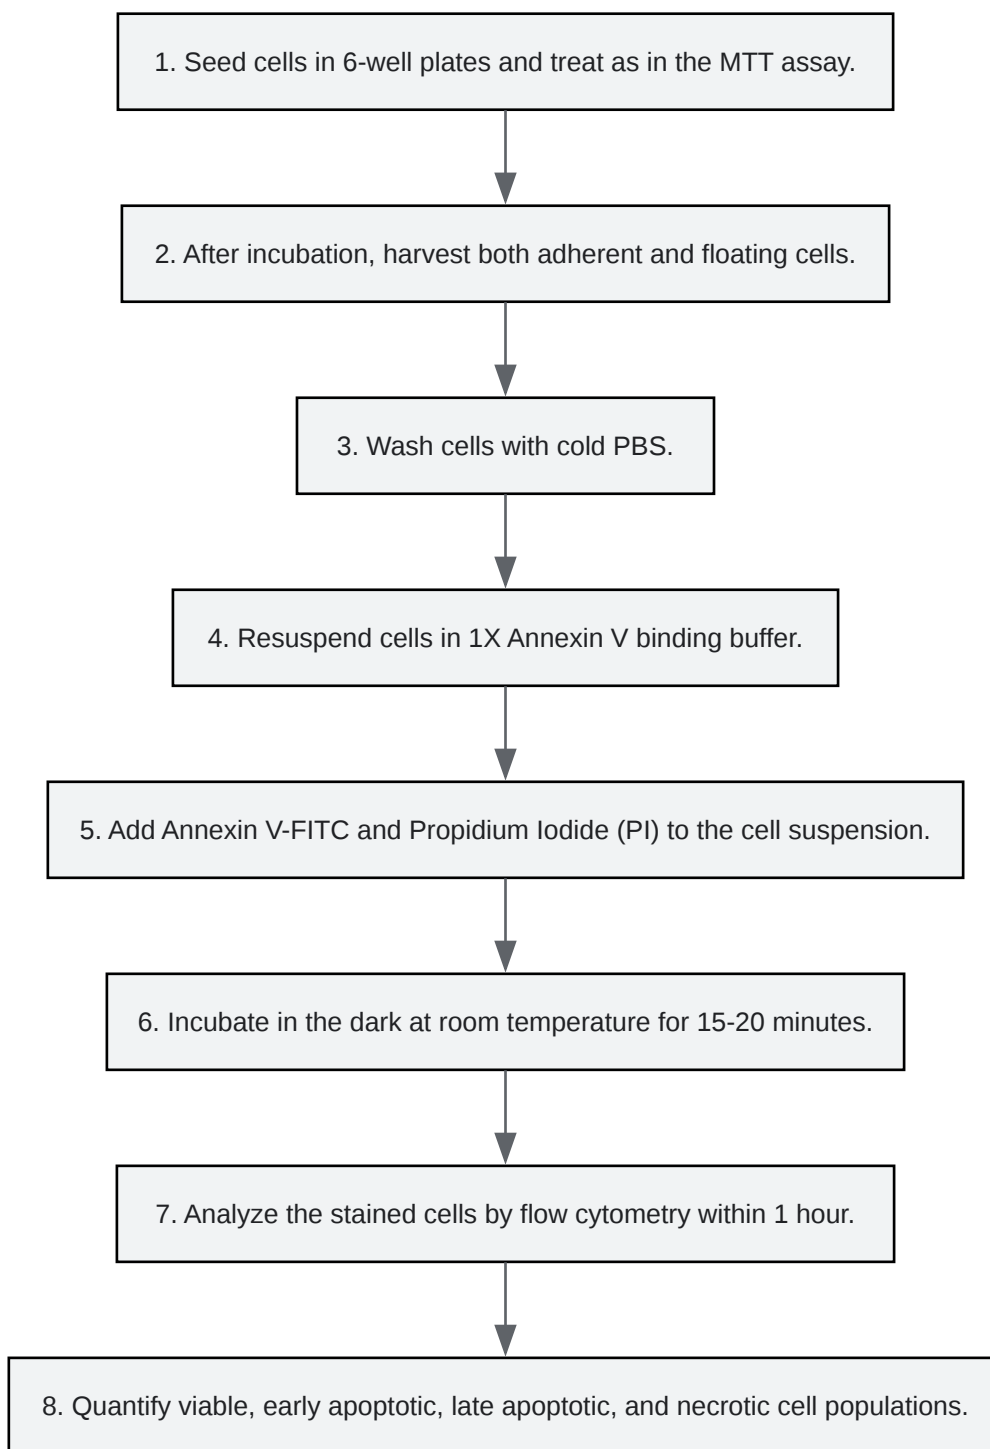 1. Seed cells in 6-well plates and treat as in the MTT assay.
2. After incubation, harvest both adherent and floating cells.
3. Wash cells with cold PBS.
4. Resuspend cells in 1X Annexin V binding buffer.
5. Add Annexin V-FITC and Propidium Iodide (PI) to the cell suspension.
6. Incubate in the dark at room temperature for 15-20 minutes.
7. Analyze the stained cells by flow cytometry within 1 hour.
8. Quantify viable, early apoptotic, late apoptotic, and necrotic cell populations.